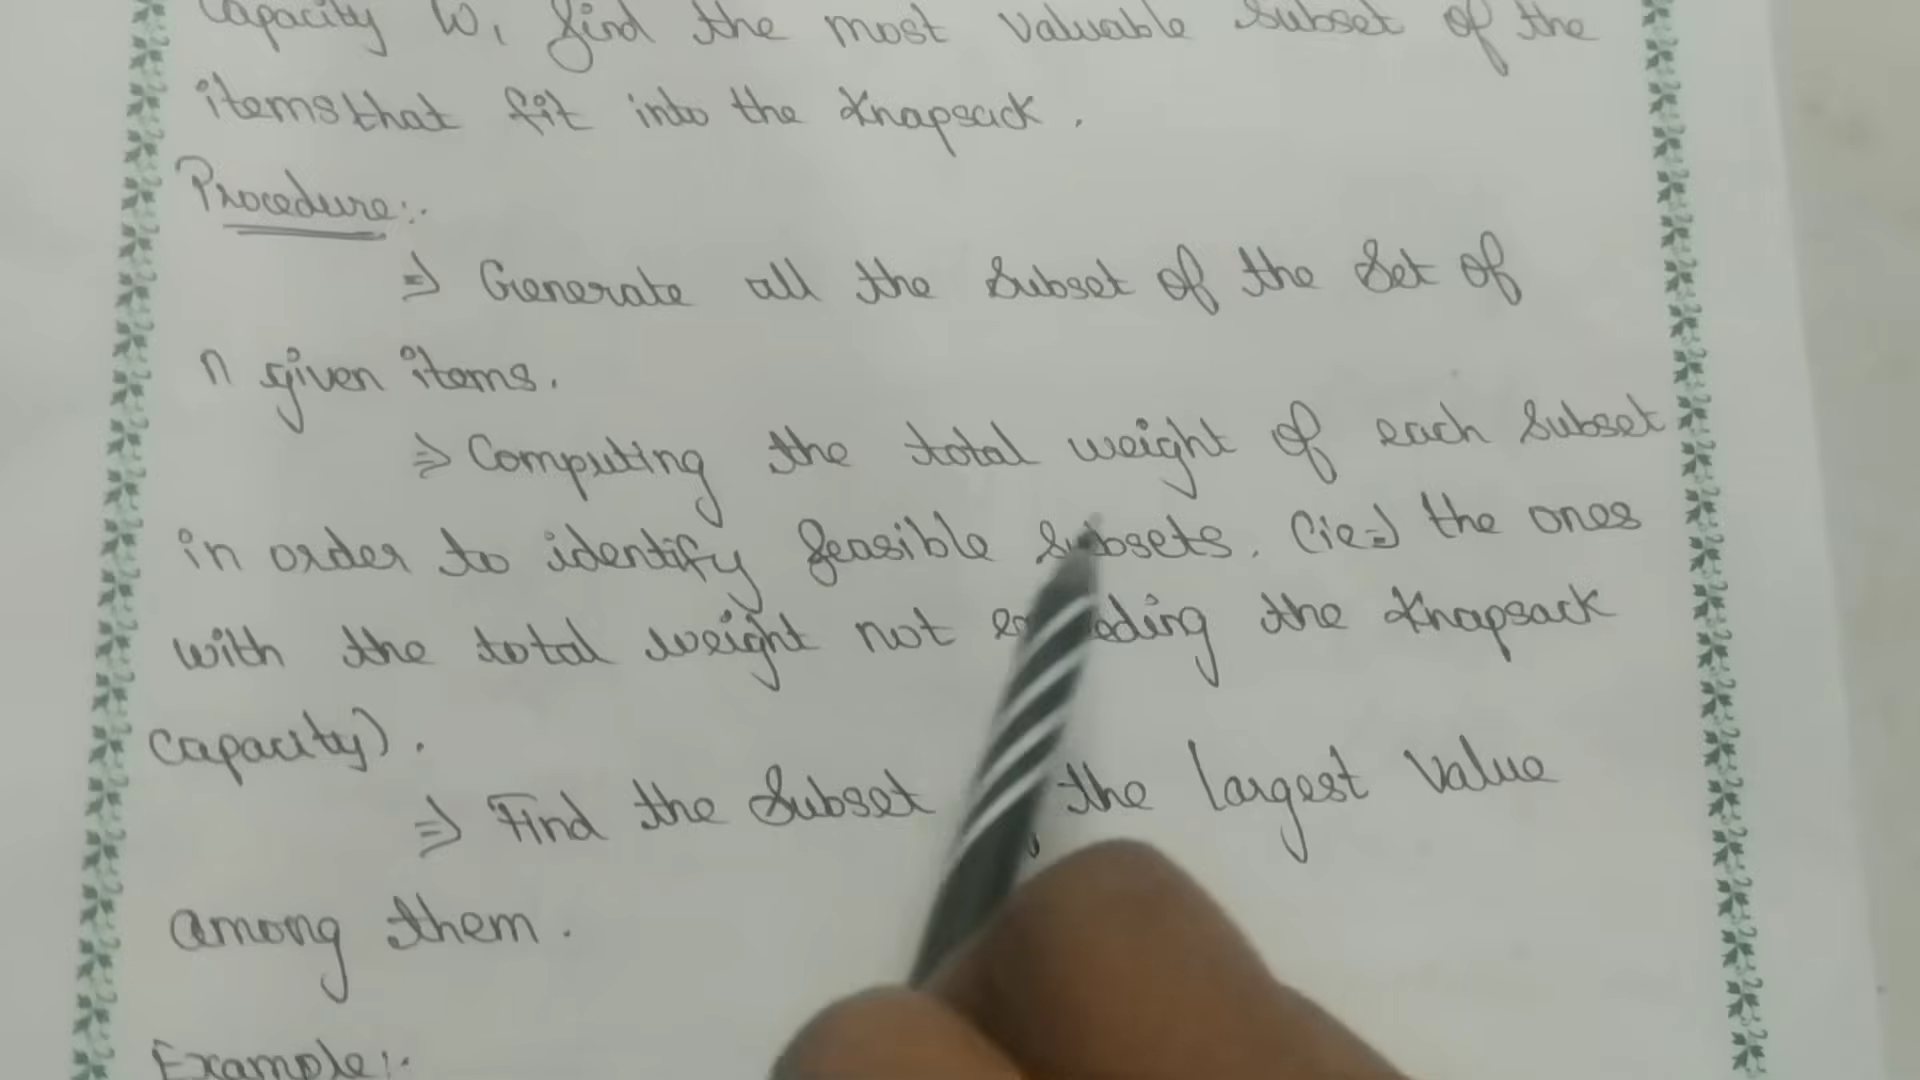 Capacity W, find the most valuable subset of the
items that fit into the knapsack.
Procedure:-
=> Generate all the subset of the set of
n given items.
=> Computing the total weight of each subset
in order to identify feasible subsets. (ie=) the ones
with the total weight not the knapsack
capacity).
=> Find the subset the largest value
among them.
Example:-